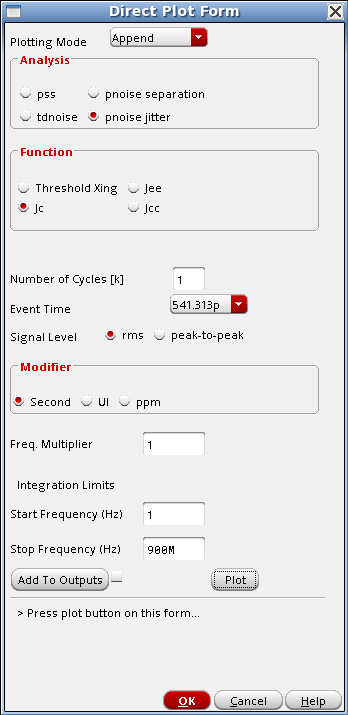 Direct Plot Form
Plotting Mode Append
Analysis
pss pnoise separation
tdnoise pnoise jitter
Function
Threshold Xing Jee
Jc Jcc
Number of Cycles [k] 1
Event Time 541.313p
Signal Level rms peak-to-peak
Modifier
Second UI ppm
Freq. Multiplier 1
Integration Limits
Start Frequency (Hz) 1
Stop Frequency (Hz) 900M
Add To Outputs Plot
> Press plot button on this form...
OK Cancel Help